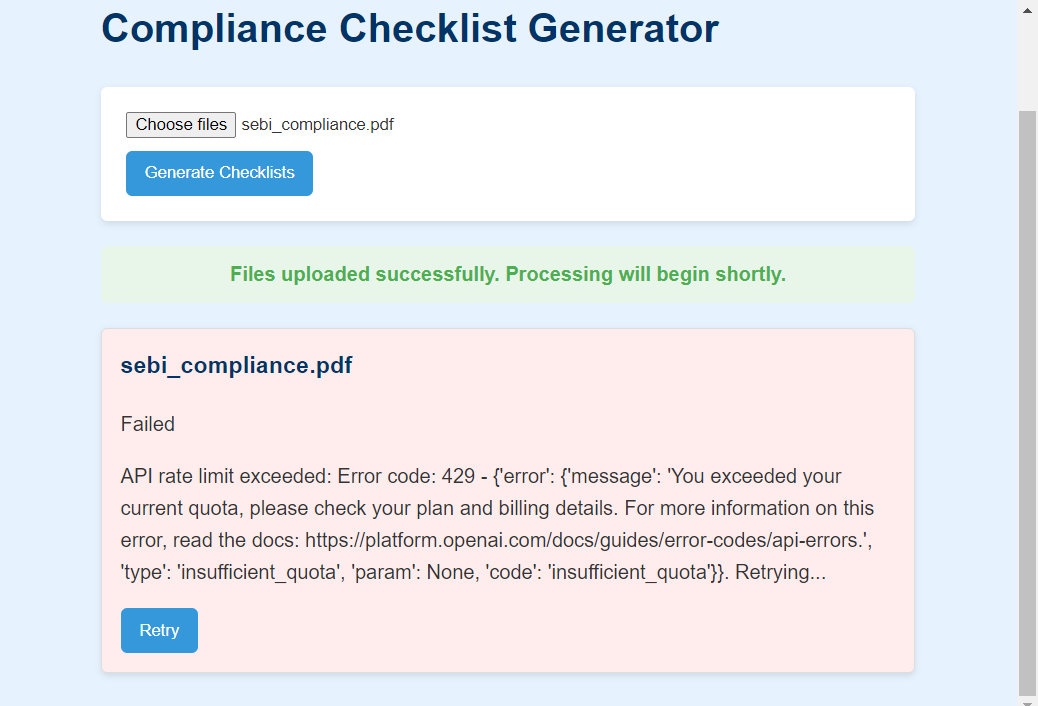 Compliance Checklist Generator
Choose files sebi_compliance.pdf
Generate Checklists
Files uploaded successfully. Processing will begin shortly.
sebi_compliance.pdf
Failed
API rate limit exceeded: Error code: 429 - {'error': {'message': 'You exceeded your
current quota, please check your plan and billing details. For more information on this
error, read the docs: https://platform.openai.com/docs/guides/error-codes/api-errors.',
'type': 'insufficient_quota', 'param': None, 'code': 'insufficient_quota'}}. Retrying...
Retry